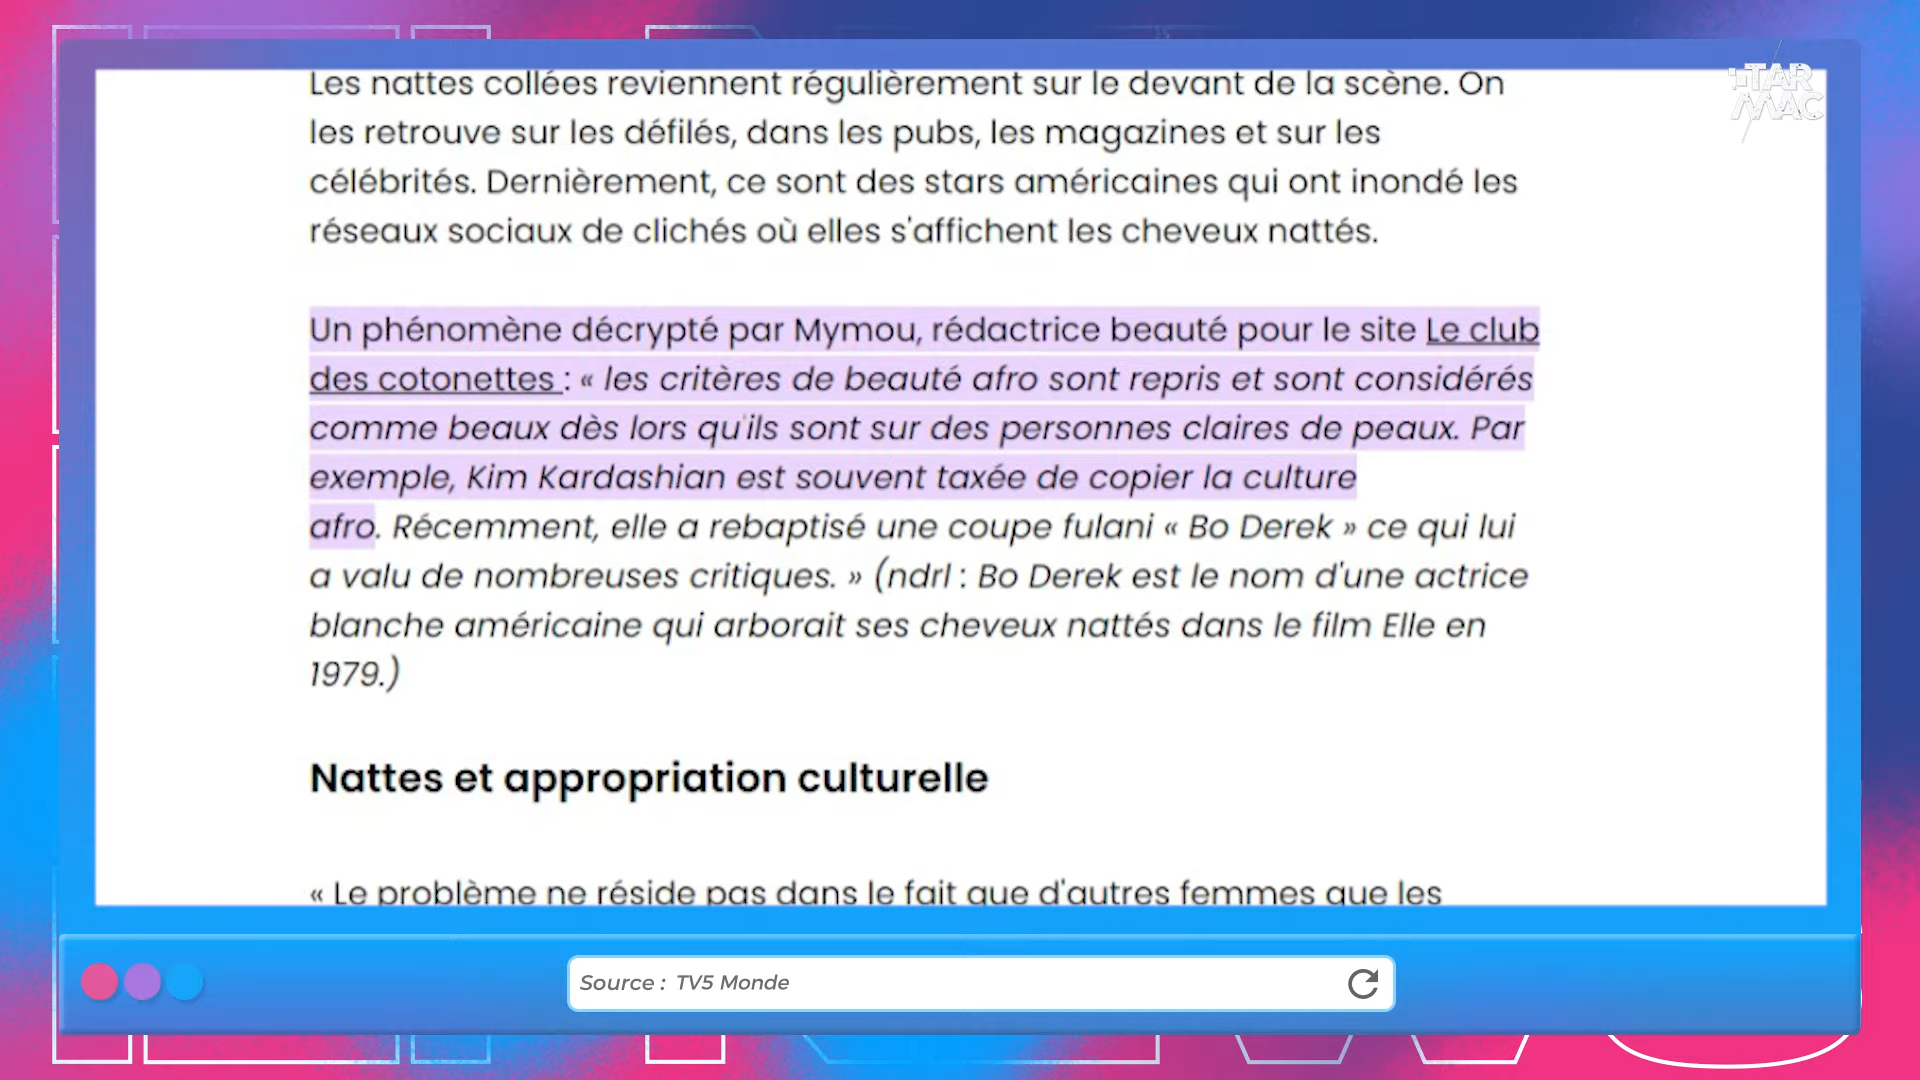 TAR
MAC
Les nattes collées reviennent régulièrement sur le devant de la scène. On
les retrouve sur les défilés, dans les pubs, les magazines et sur les
célébrités. Dernièrement, ce sont des stars américaines qui ont inondé les
réseaux sociaux de clichés où elles s'affichent les cheveux nattés.
Un phénomène décrypté par Mymou, rédactrice beauté pour le site Le club
des cotonettes : « les critères de beauté afro sont repris et sont considérés
comme beaux dès lors qu'ils sont sur des personnes claires de peaux. Par
exemple, Kim Kardashian est souvent taxée de copier la culture
afro. Récemment, elle a rebaptisé une coupe fulani « Bo Derek » ce qui lui
a valu de nombreuses critiques. » (ndrl : Bo Derek est le nom d'une actrice
blanche américaine qui arborait ses cheveux nattés dans le film Elle en
1979.)
Nattes et appropriation culturelle
« Le problème ne réside pas dans le fait que d'autres femmes que les
Source : TV5 Monde